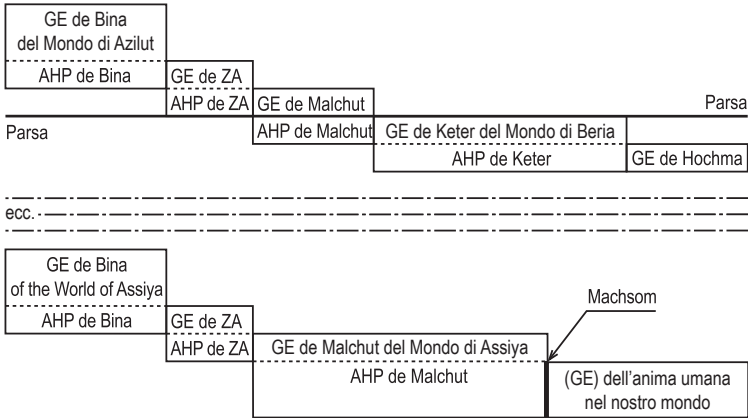 GE de Bina
del Mondo di Azilut
AHP de Bina
GE de ZA
AHP de ZA
GE de Malchut
Parsa
Parsa
AHP de Malchut
GE de Keter del Mondo di Beria
AHP de Keter
GE de Hochma
ecc.
GE de Bina
of the World of Assiya
AHP de Bina
GE de ZA
AHP de ZA
GE de Malchut del Mondo di Assiya
AHP de Malchut
Machsom
(GE) dell’anima umana
nel nostro mondo